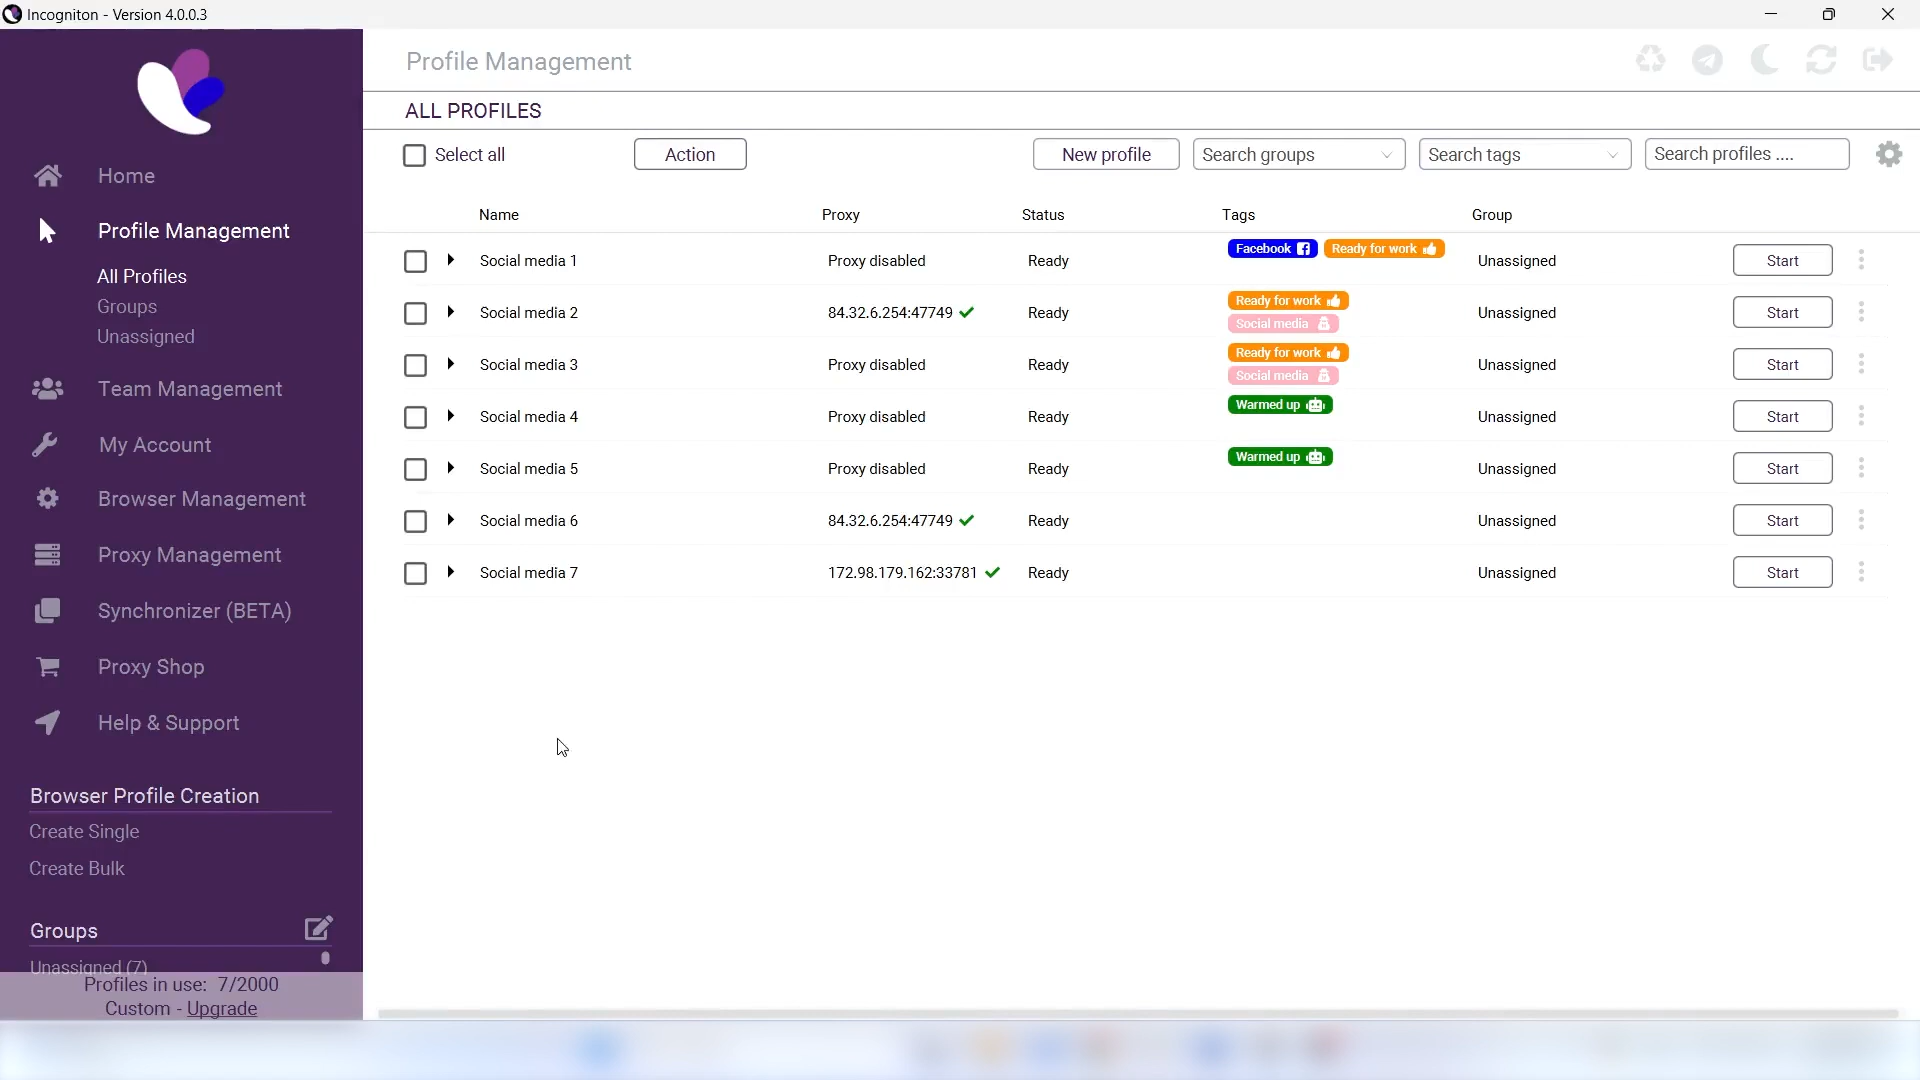 Incogniton - Version 4.0.0.3
Home
Profile Management
All Profiles
Groups
Unassigned
Team Management
My Account
Browser Management
Proxy Management
Synchronizer (BETA)
Proxy Shop
Help & Support
Browser Profile Creation
Create Single
Create Bulk
Groups
Unassigned (7)
Profiles in use: 7/2000
Custom - Upgrade
Profile Management
ALL PROFILES
Select all Action New profile Search groups Search tags Search profiles ....
Name Proxy Status Tags Group
Social media 1 Proxy disabled Ready Facebook Ready for work Unassigned Start
Social media 2 84.32.6.254:47749 Ready Ready for work Social media Unassigned Start
Social media 3 Proxy disabled Ready Ready for work Social media Unassigned Start
Social media 4 Proxy disabled Ready Warmed up Unassigned Start
Social media 5 Proxy disabled Ready Warmed up Unassigned Start
Social media 6 84.32.6.254:47749 Ready Unassigned Start
Social media 7 172.98.179.162:33781 Ready Unassigned Start